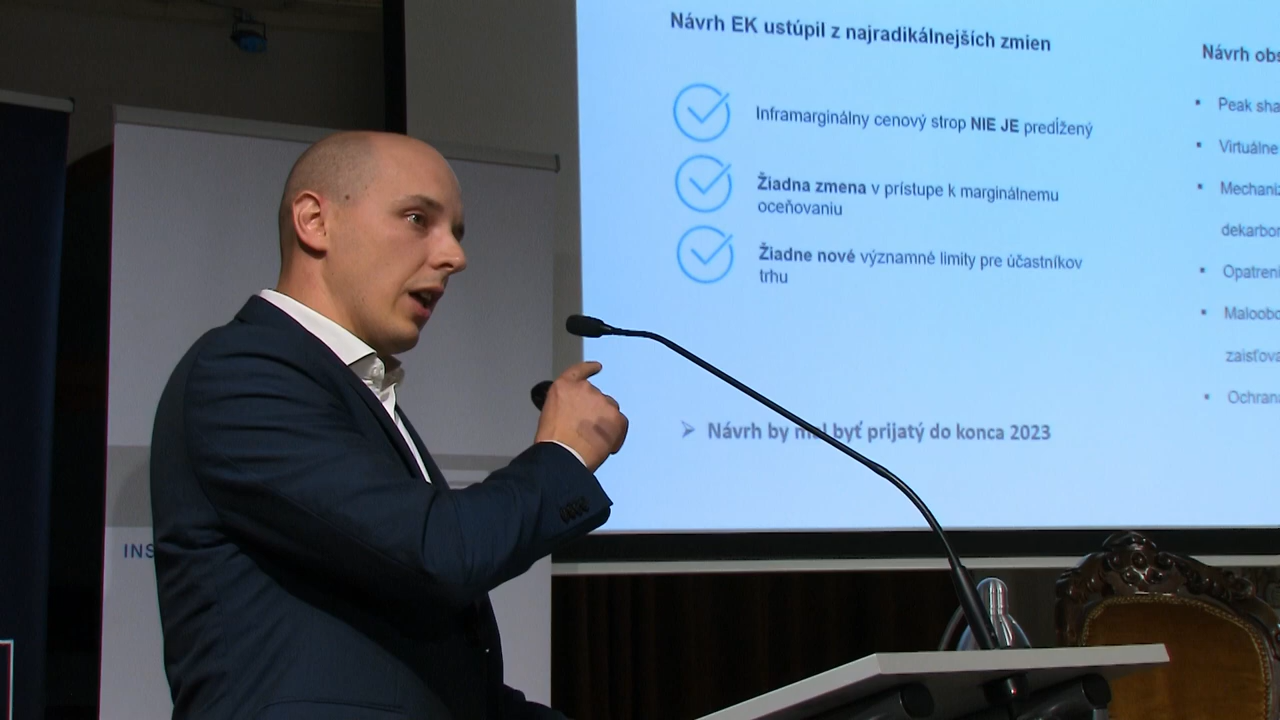 Návrh EK ustúpil z najradikálnejších zmien
Inframarginálny cenový strop NIE JE predĺžený
Žiadna zmena v prístupe k marginálnemu
oceňovaniu
Žiadne nové významné limity pre účastníkov
trhu
➢ Návrh by mal byť prijatý do konca 2023
Návrh obs
▪ Peak sha
▪ Virtuálne
▪ Mechaniz
dekarbon
▪ Opatreni
▪ Maloobo
zaisťova
▪ Ochrana
INS